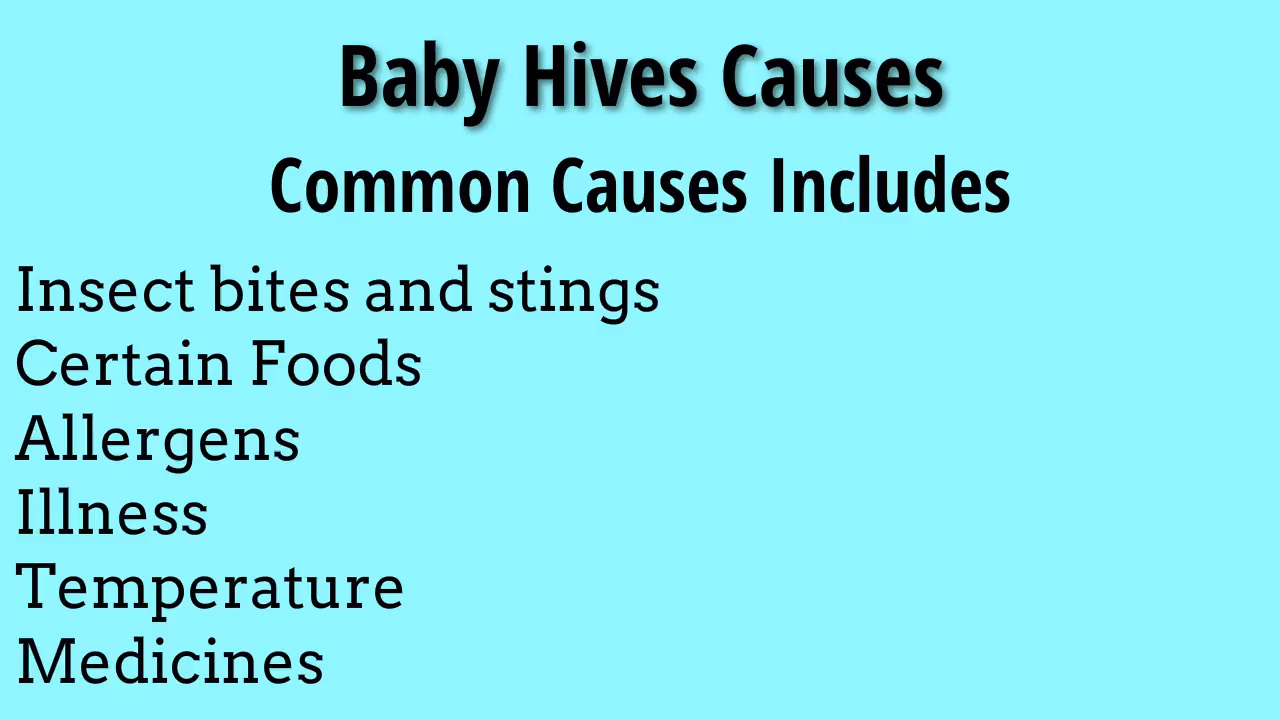 Baby Hives Causes
Common Causes Includes
Insect bites and stings
Certain Foods
Allergens
Illness
Temperature
Medicines